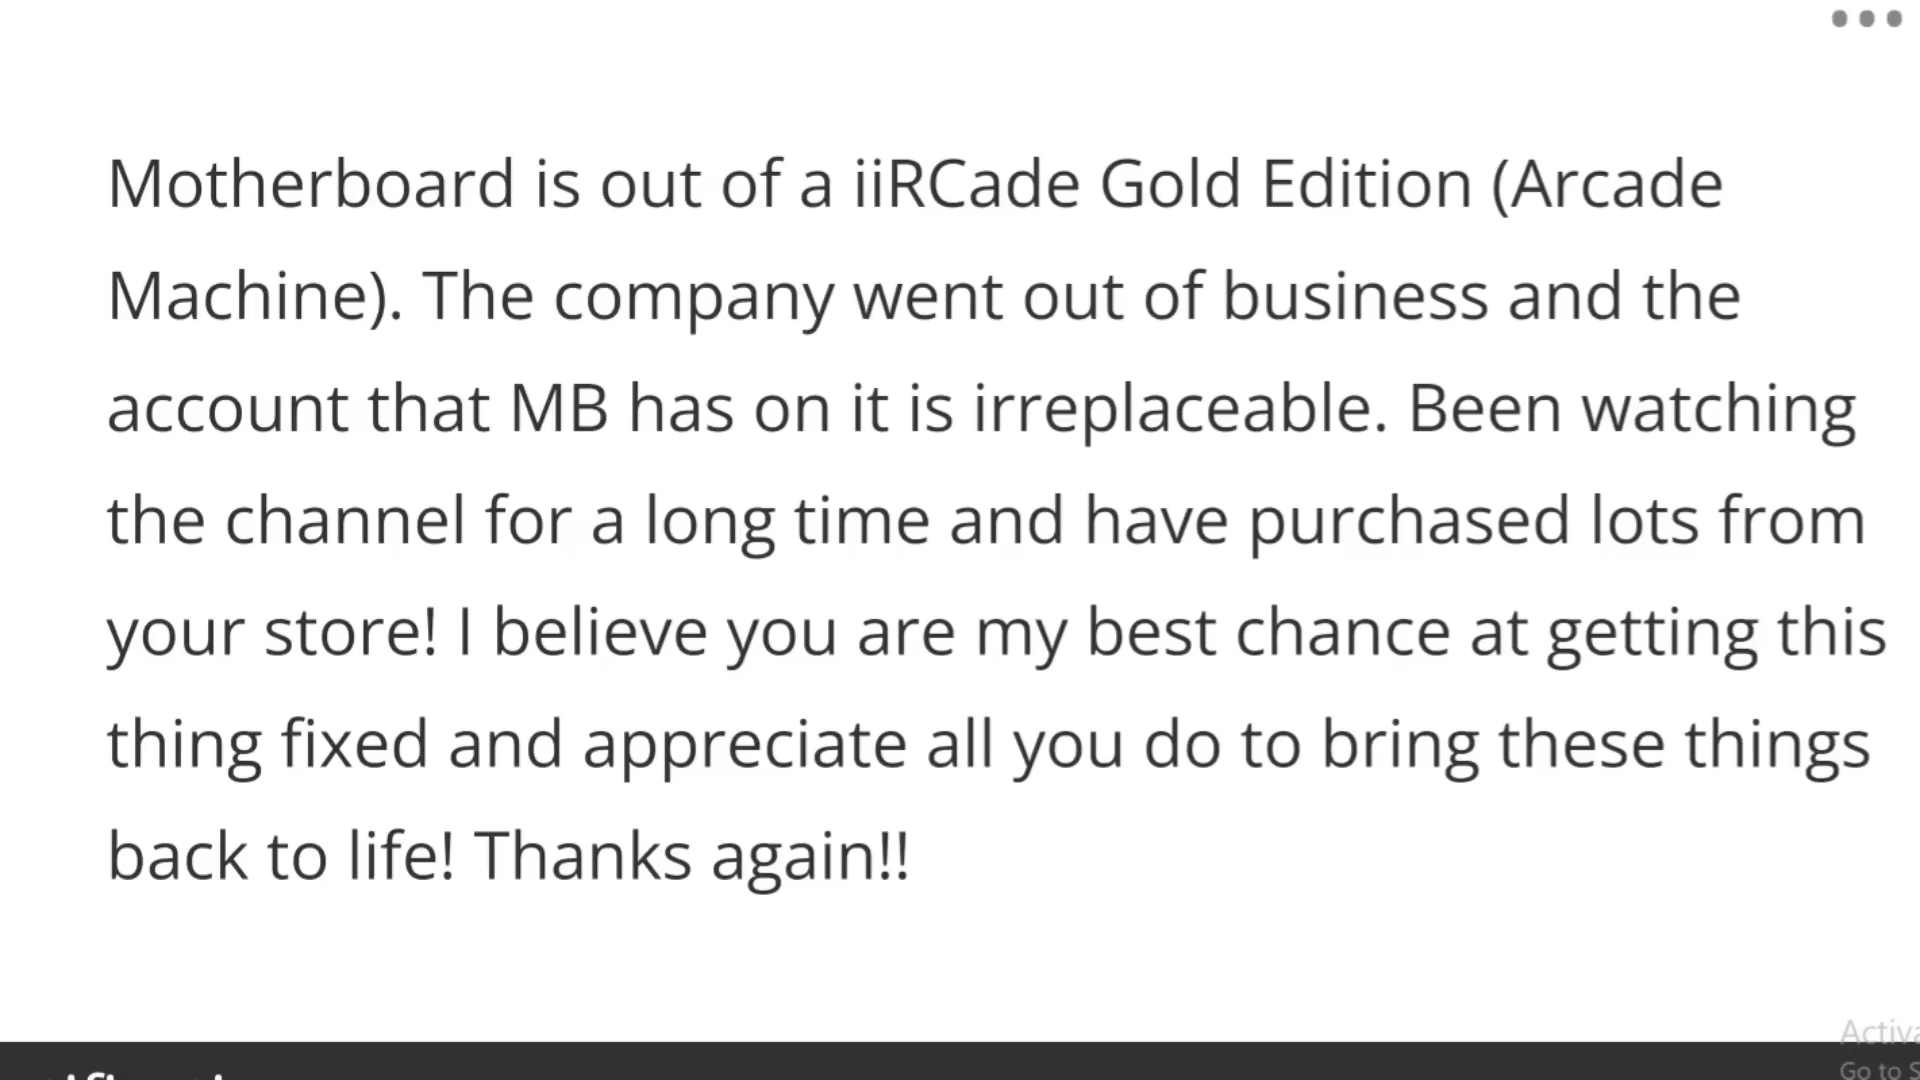 Motherboard is out of a iiRCade Gold Edition (Arcade
Machine). The company went out of business and the
account that MB has on it is irreplaceable. Been watching
the channel for a long time and have purchased lots from
your store! I believe you are my best chance at getting this
thing fixed and appreciate all you do to bring these things
back to life! Thanks again!!
Go to